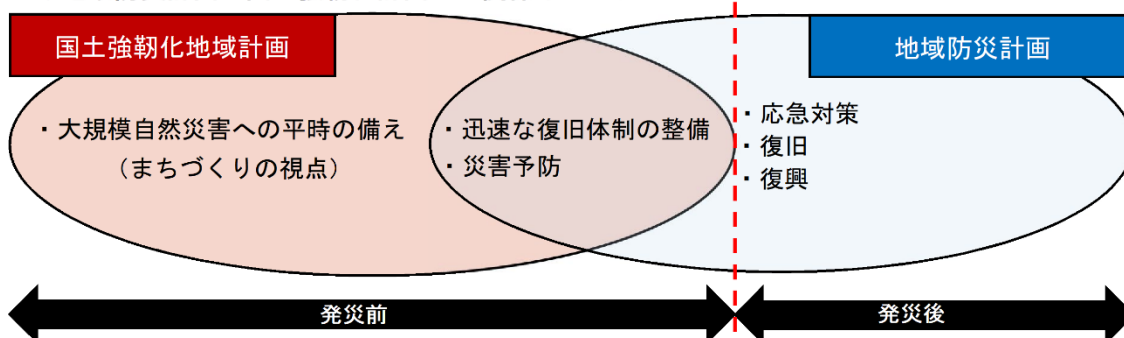 国土強靭化地域計画
地域防災計画
・大規模自然災害への平時の備え
（まちづくりの視点）
・迅速な復旧体制の整備
・災害予防
・応急対策
・復旧
・復興
発災前
発災後